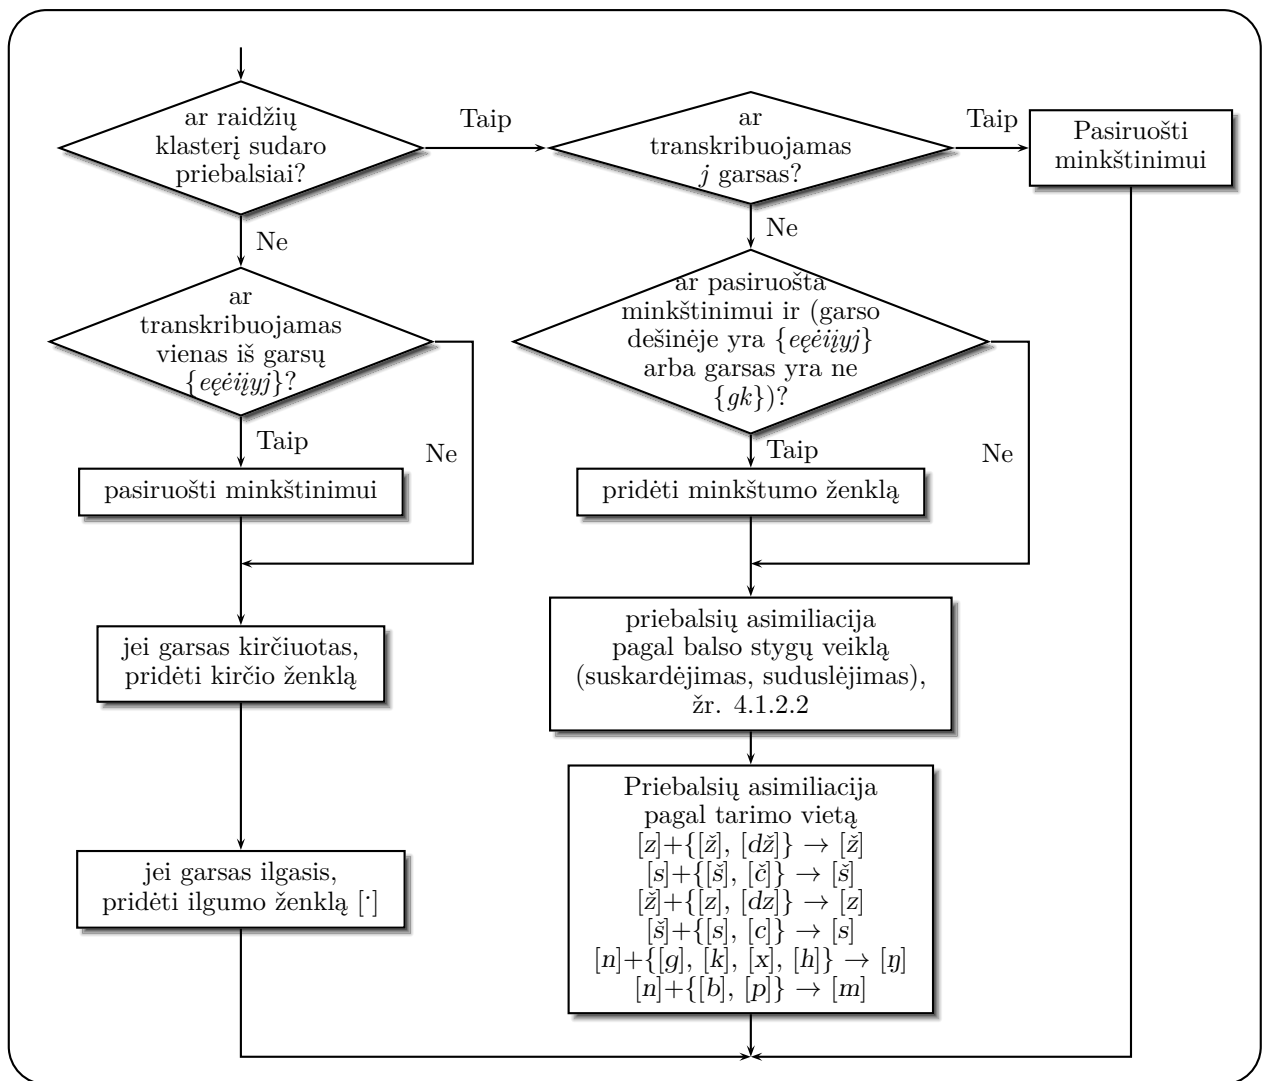 ar raidžių
klasterį sudaro
priebalsiai?
Taip
ar
transkribuojamas
j garsas?
Taip
Pasiruošti
minkštinimui
Ne
Ne
ar
transkribuojamas
vienas iš garsų
{eęėiįyj}?
ar pasiruošta
minkštinimui ir (garso
dešinėje yra {eęėiįyj}
arba garsas yra ne
{gk})?
Taip
Ne
Taip
Ne
pasiruošti minkštinimui
pridėti minkštumo ženklą
jei garsas kirčiuotas,
pridėti kirčio ženklą
priebalsių asimiliacija
pagal balso stygų veiklą
(suskardėjimas, suduslėjimas),
žr. 4.1.2.2
jei garsas ilgasis,
pridėti ilgumo ženklą [˙]
Priebalsių asimiliacija
pagal tarimo vietą
[z]+{[ž], [dž]} → [ž]
[s]+{[š], [č]} → [š]
[ž]+{[z], [dz]} → [z]
[š]+{[s], [c]} → [s]
[n]+{[g], [k], [x], [h]} → [ŋ]
[n]+{[b], [p]} → [m]